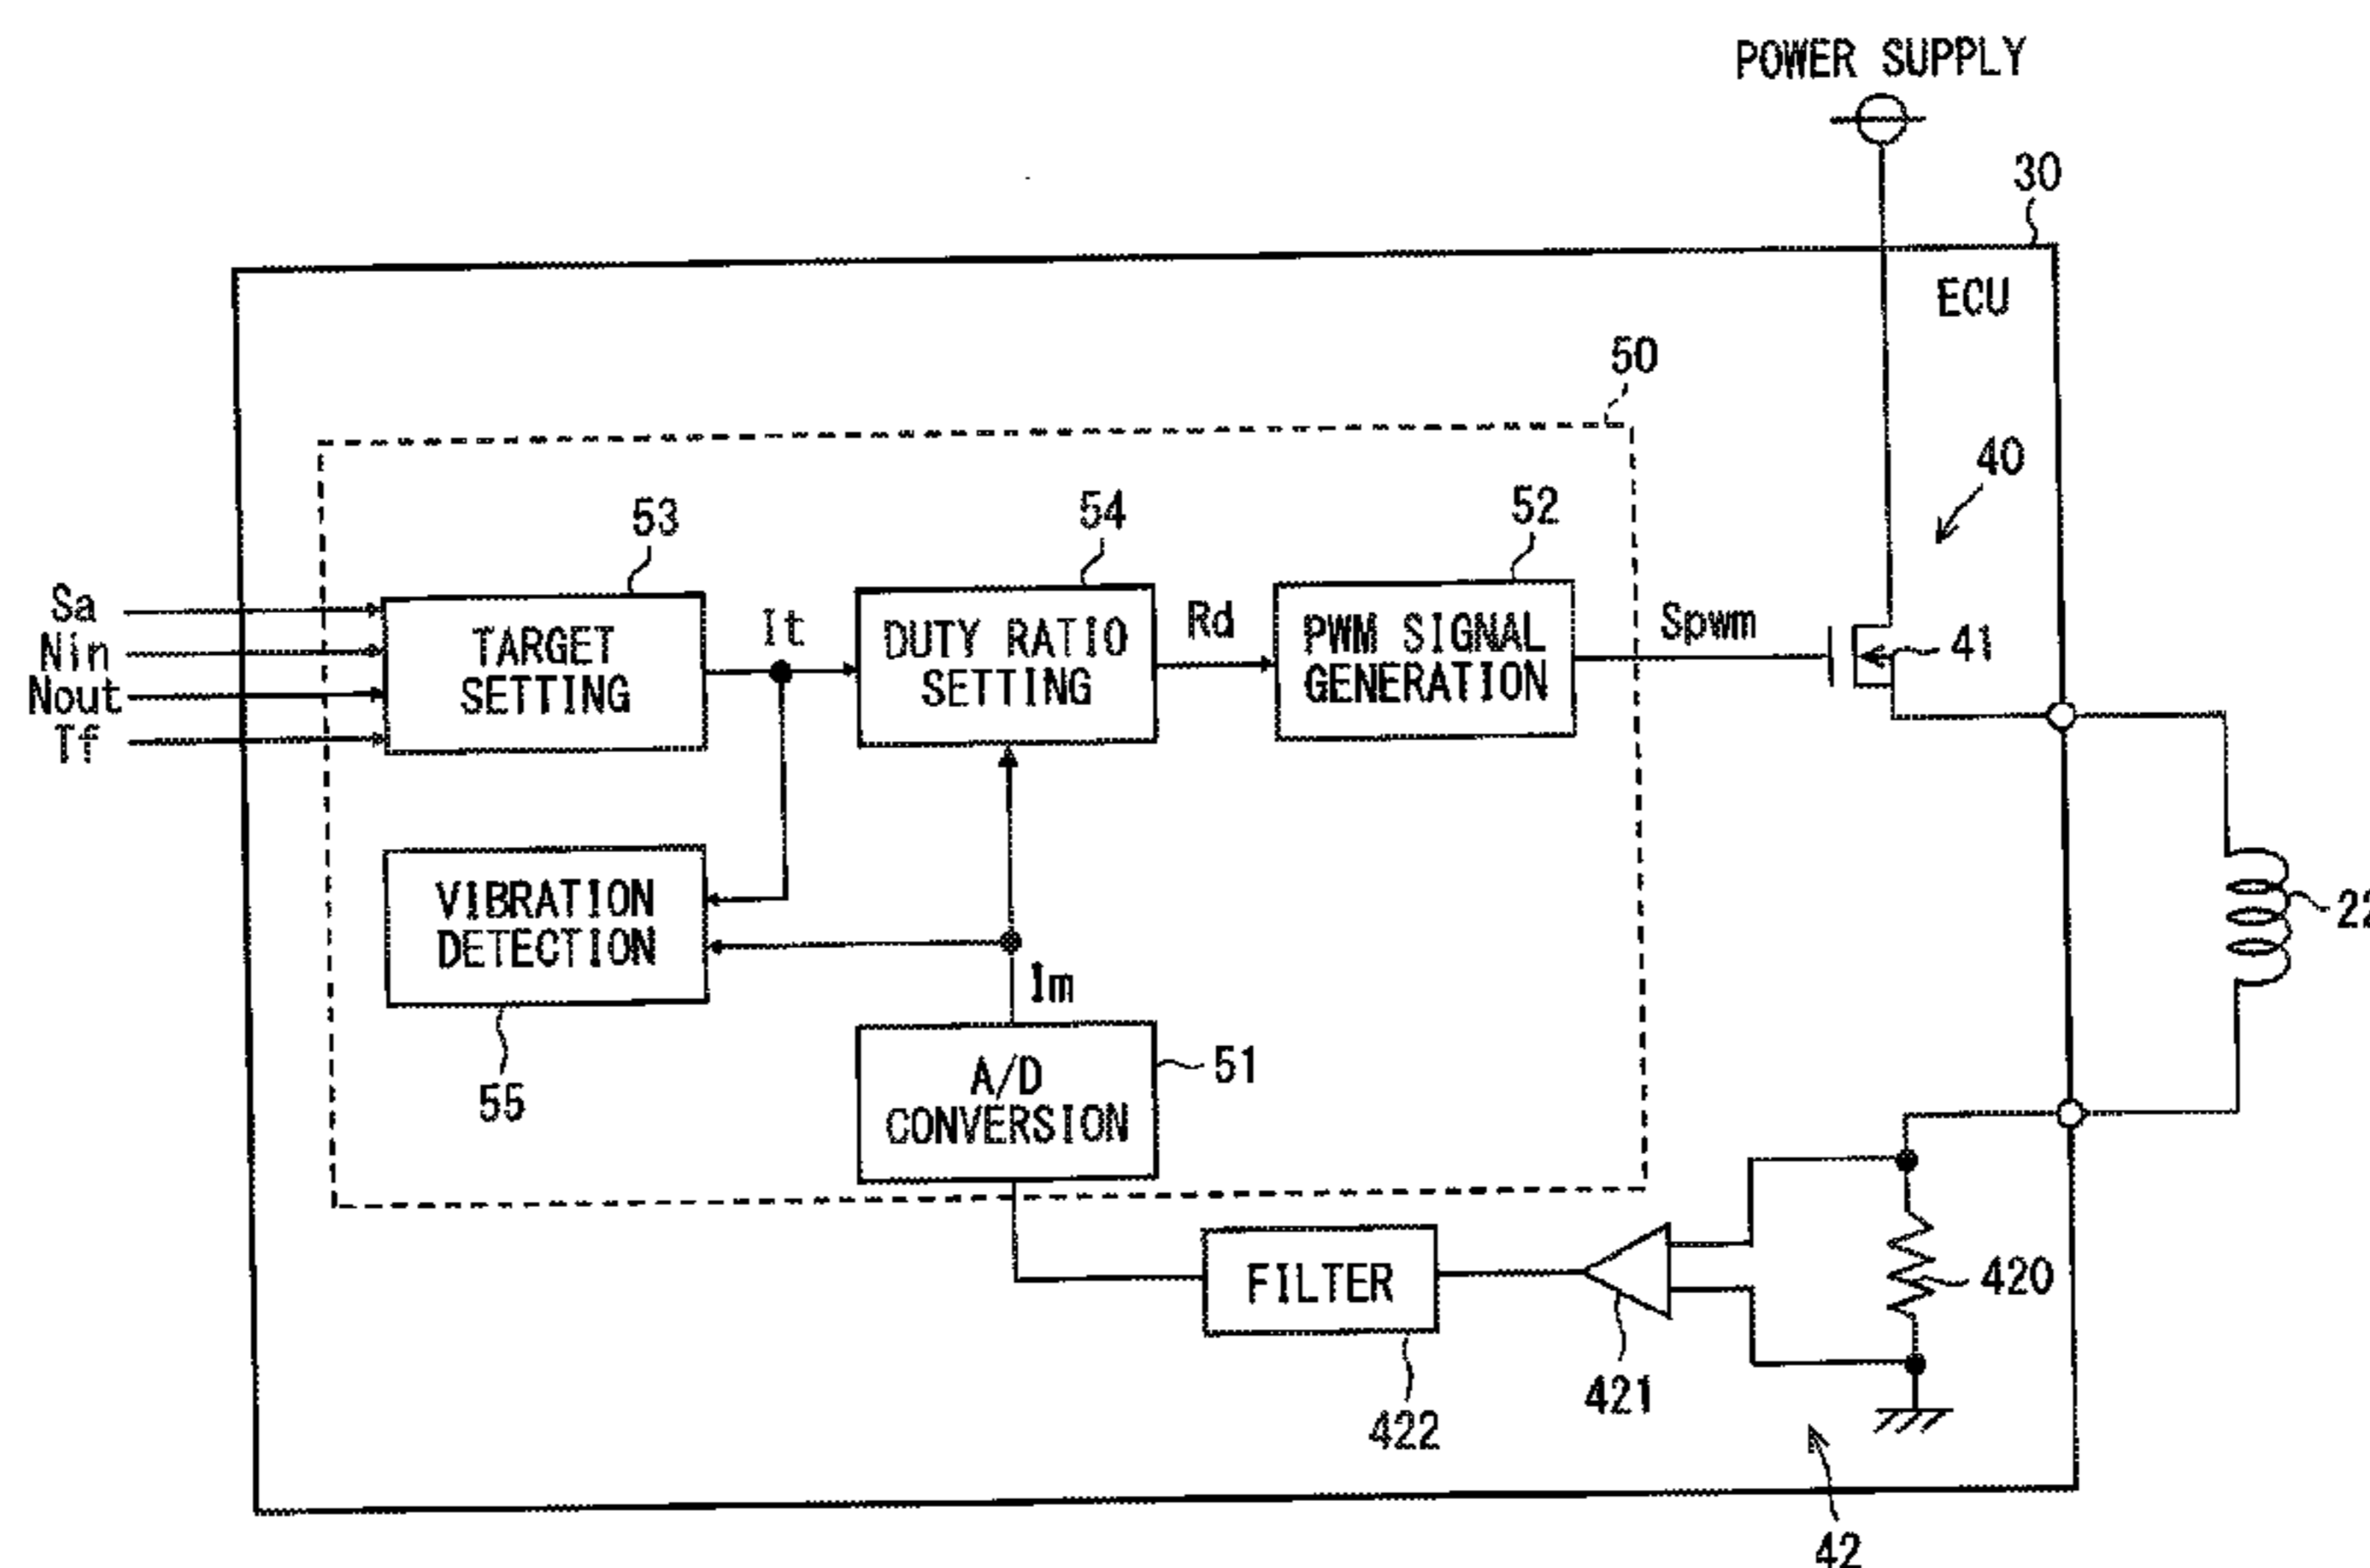 POWER SUPPLY
30
ECU
50
40
53
54
52
Sa
Nin
Nout
Tf
TARGET
SETTING
It
DUTY RATIO
SETTING
Rd
PWM SIGNAL
GENERATION
Spwm
41
VIBRATION
DETECTION
22
Im
55
A/D
CONVERSION
51
FILTER
420
421
422
42